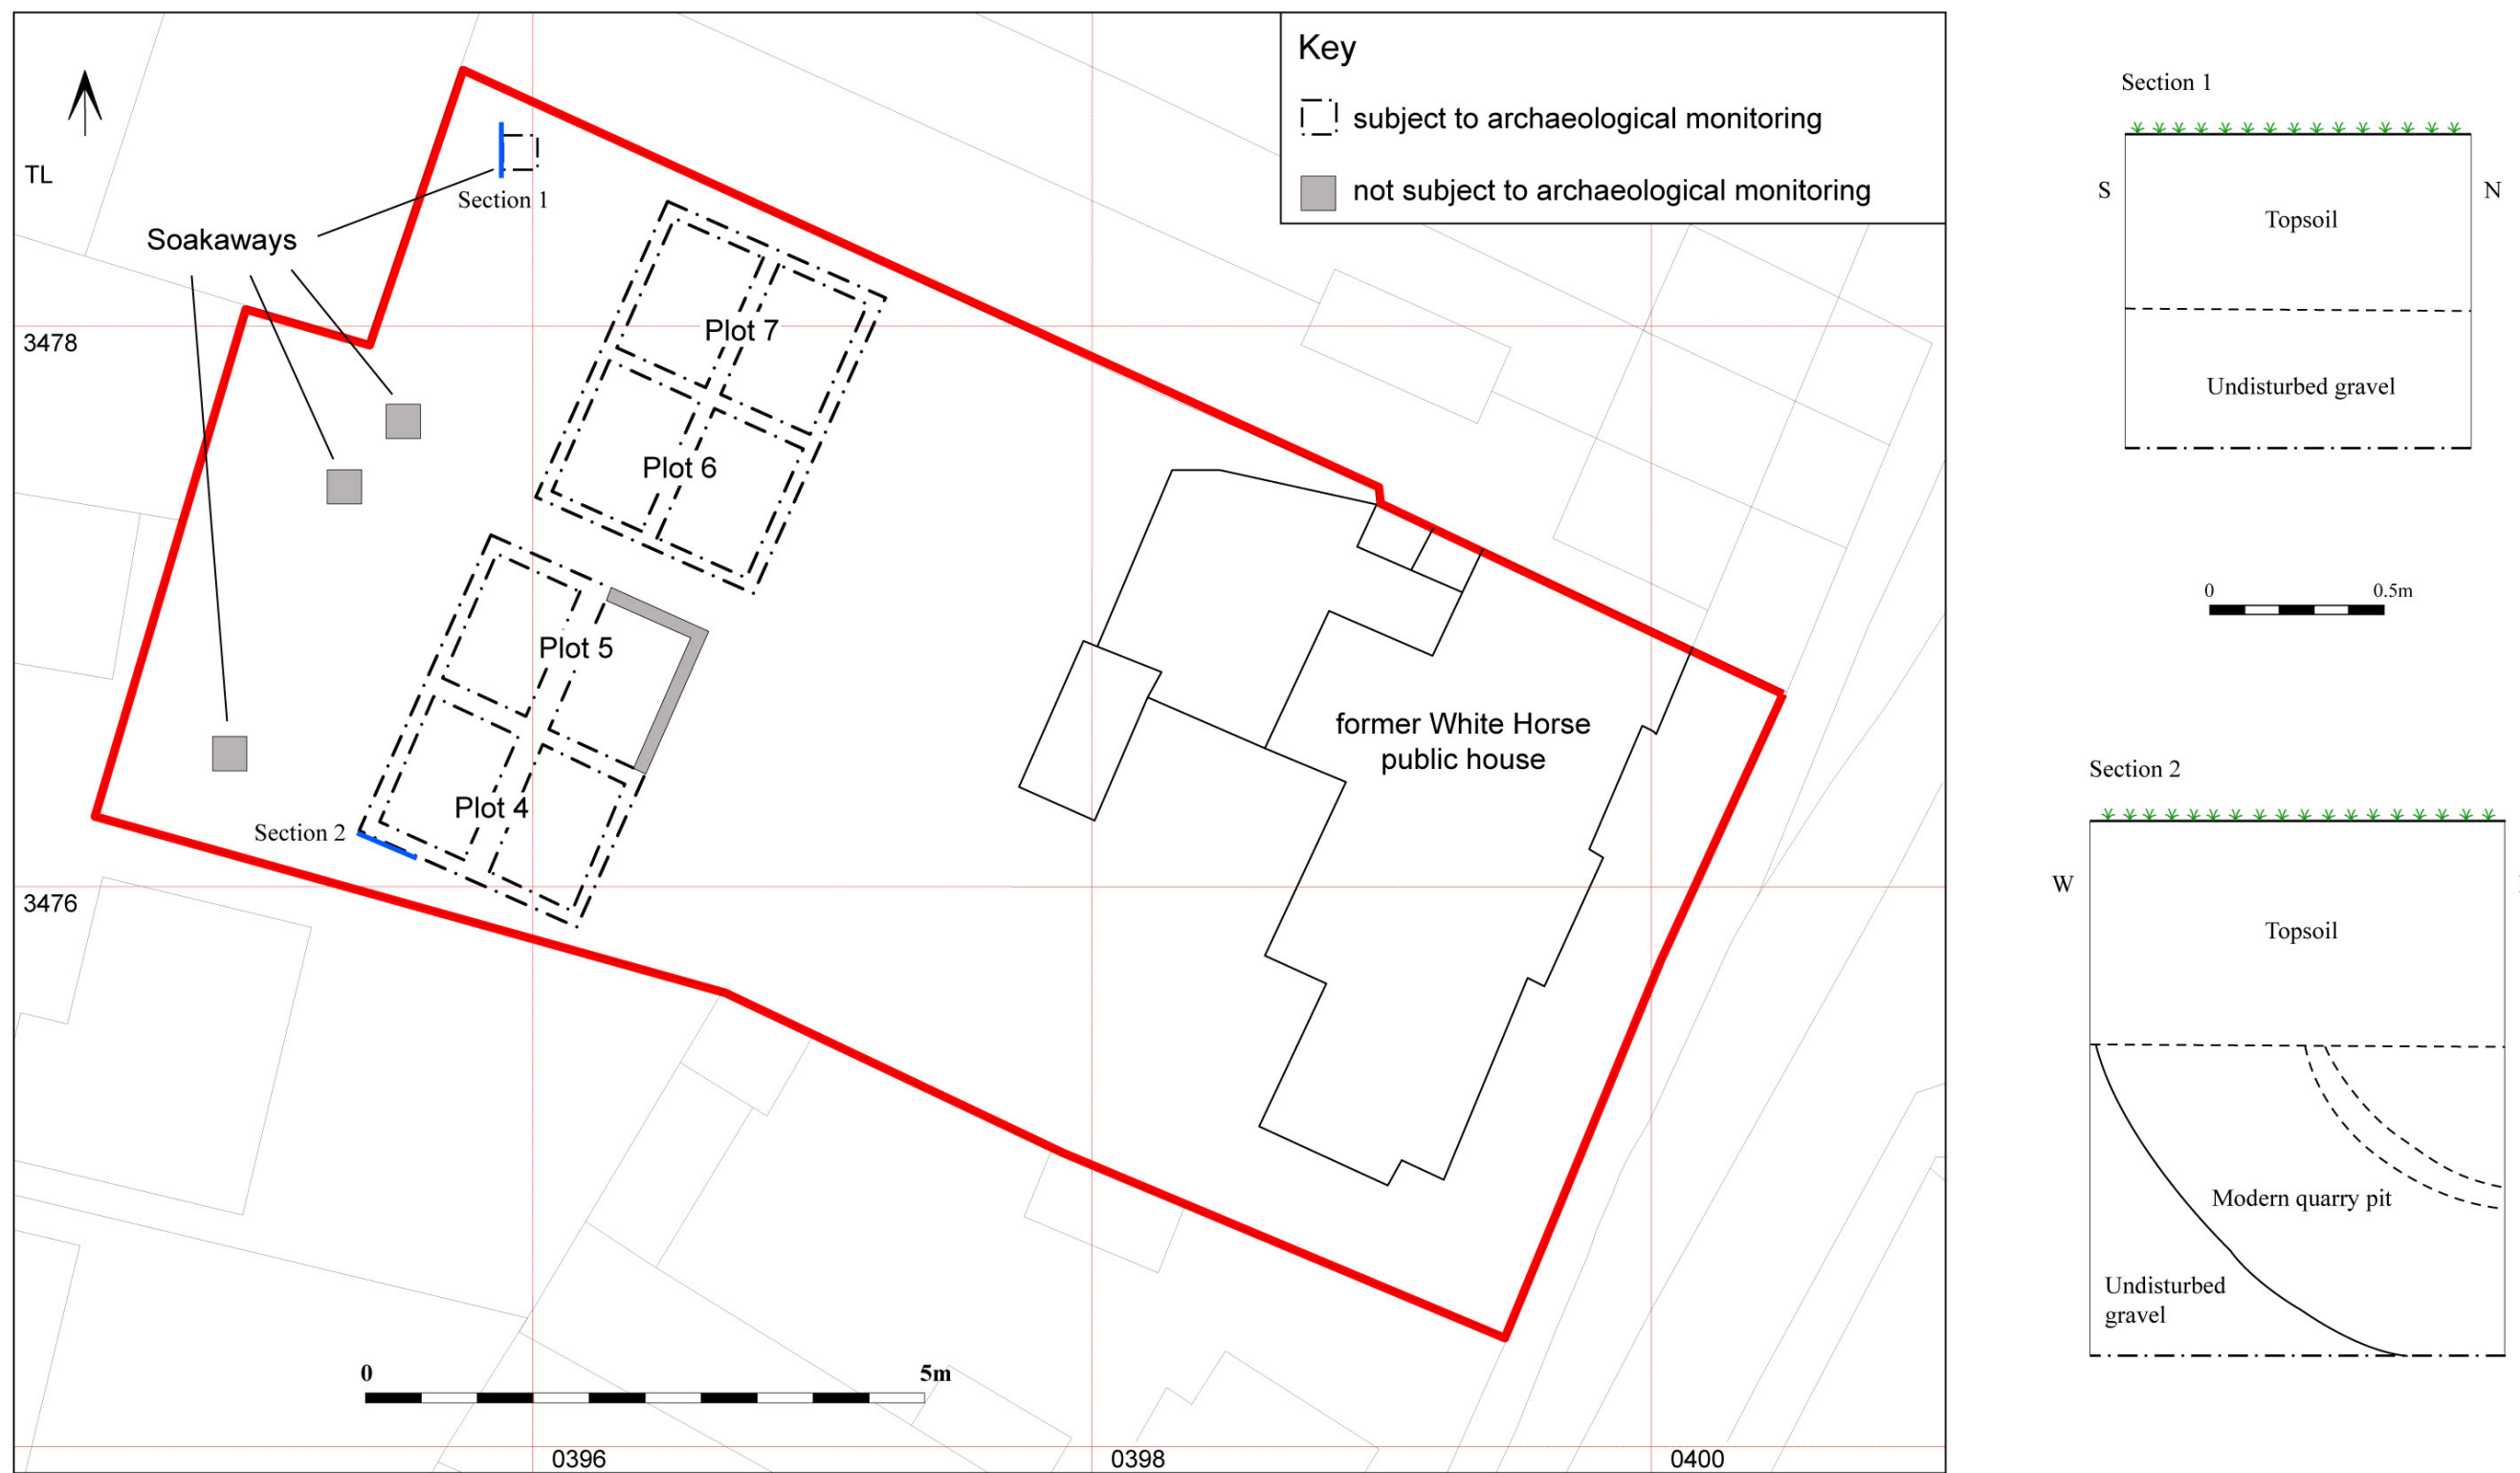 Key
subject to archaeological monitoring
not subject to archaeological monitoring
TL
Section 1
Soakaways
3478
Plot 7
Plot 6
Plot 5
Plot 4
Section 2
former White Horse
public house
3476
0
5m
0396
0398
0400
Section 1
S
N
Topsoil
Undisturbed gravel
0
0.5m
Section 2
W
Topsoil
Modern quarry pit
Undisturbed
gravel